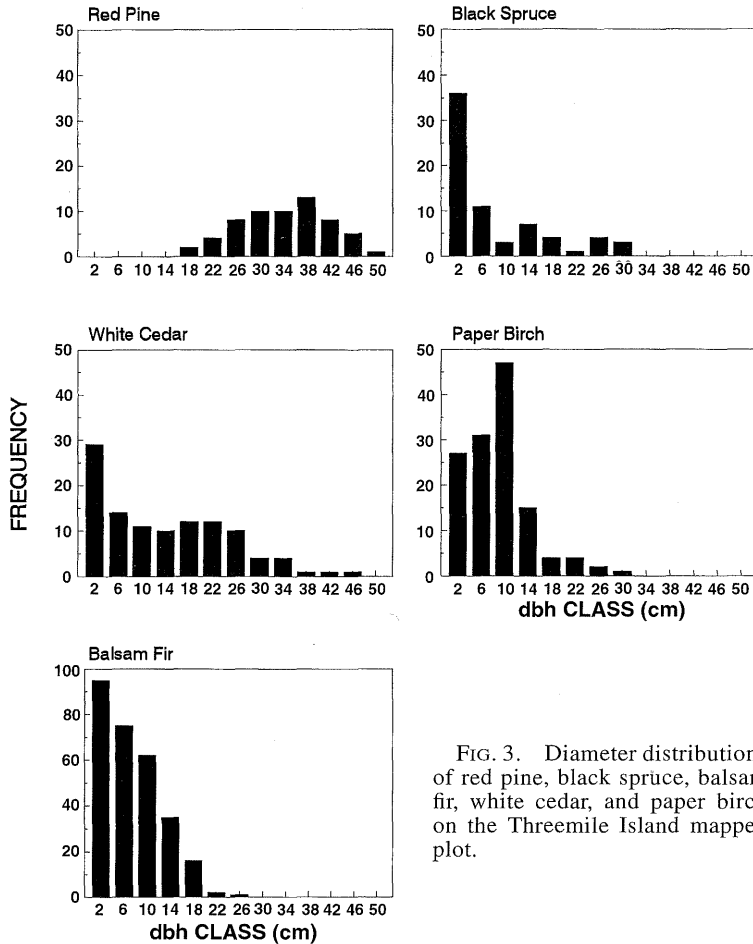 Red Pine
50
40
30
20
10
0
2 6 10 14 18 22 26 30 34 38 42 46 50
Black Spruce
50
40
30
20
10
0
2 6 10 14 18 22 26 30 34 38 42 46 50
FREQUENCY
White Cedar
50
40
30
20
10
0
2 6 10 14 18 22 26 30 34 38 42 46 50
Paper Birch
50
40
30
20
10
0
2 6 10 14 18 22 26 30 34 38 42 46 50
dbh CLASS (cm)
Balsam Fir
100
80
60
40
20
0
2 6 10 14 18 22 26 30 34 38 42 46 50
dbh CLASS (cm)
FIG. 3. Diameter distribution
of red pine, black spruce, balsa
fir, white cedar, and paper birc
on the Threemile Island mappe
plot.